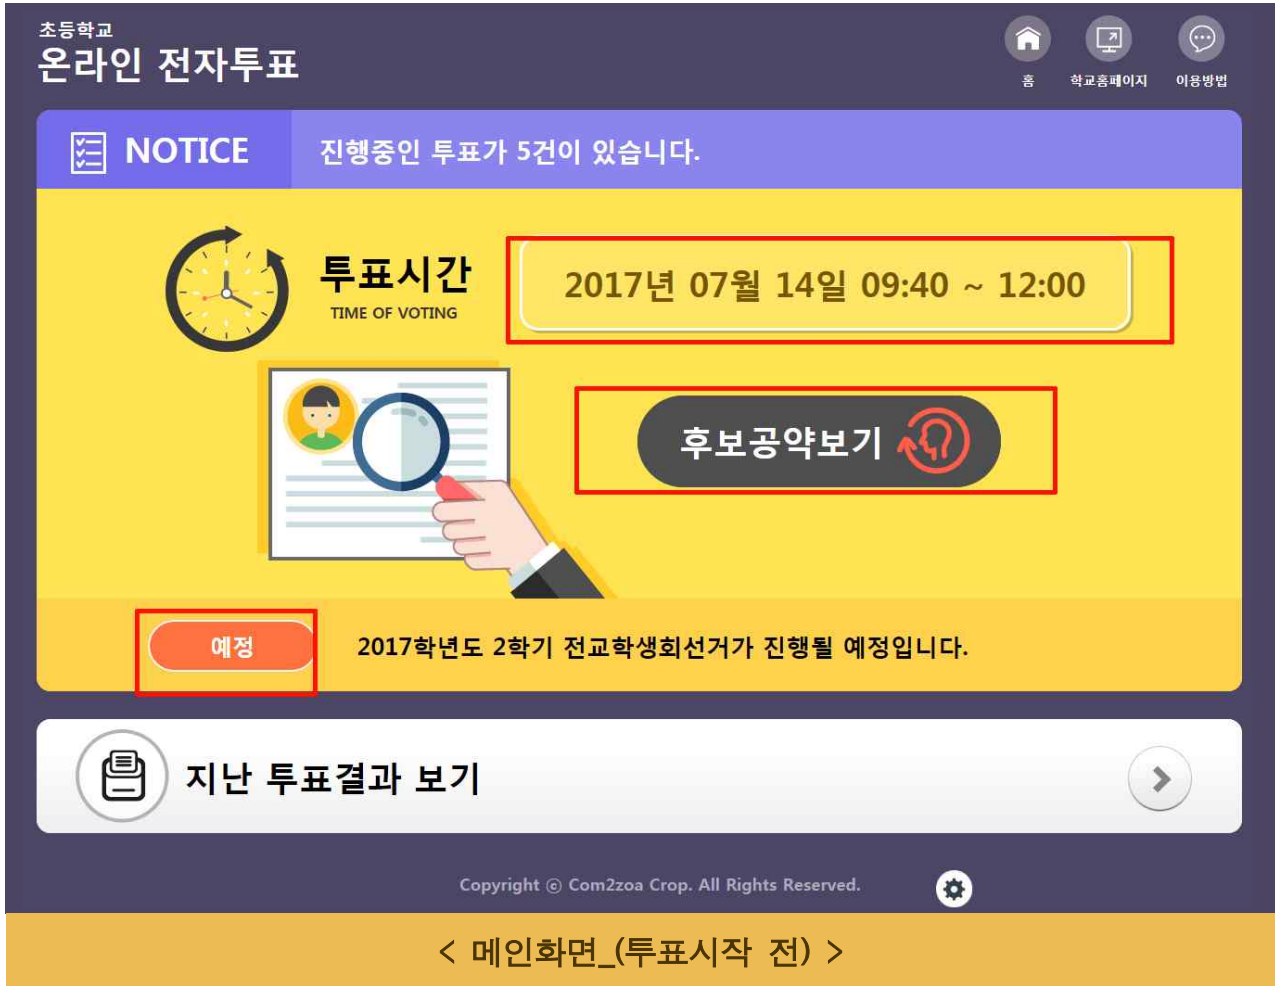 초등학교
온라인 전자투표
홈
학교홈페이지
이용방법
NOTICE
진행중인 투표가 5건이 있습니다.
투표시간
TIME OF VOTING
2017년 07월 14일 09:40 ~ 12:00
후보공약보기
예정
2017학년도 2학기 전교학생회선거가 진행될 예정입니다.
지난 투표결과 보기
Copyright ⓒ Com2zoa Crop. All Rights Reserved.
< 메인화면_(투표시작 전) >